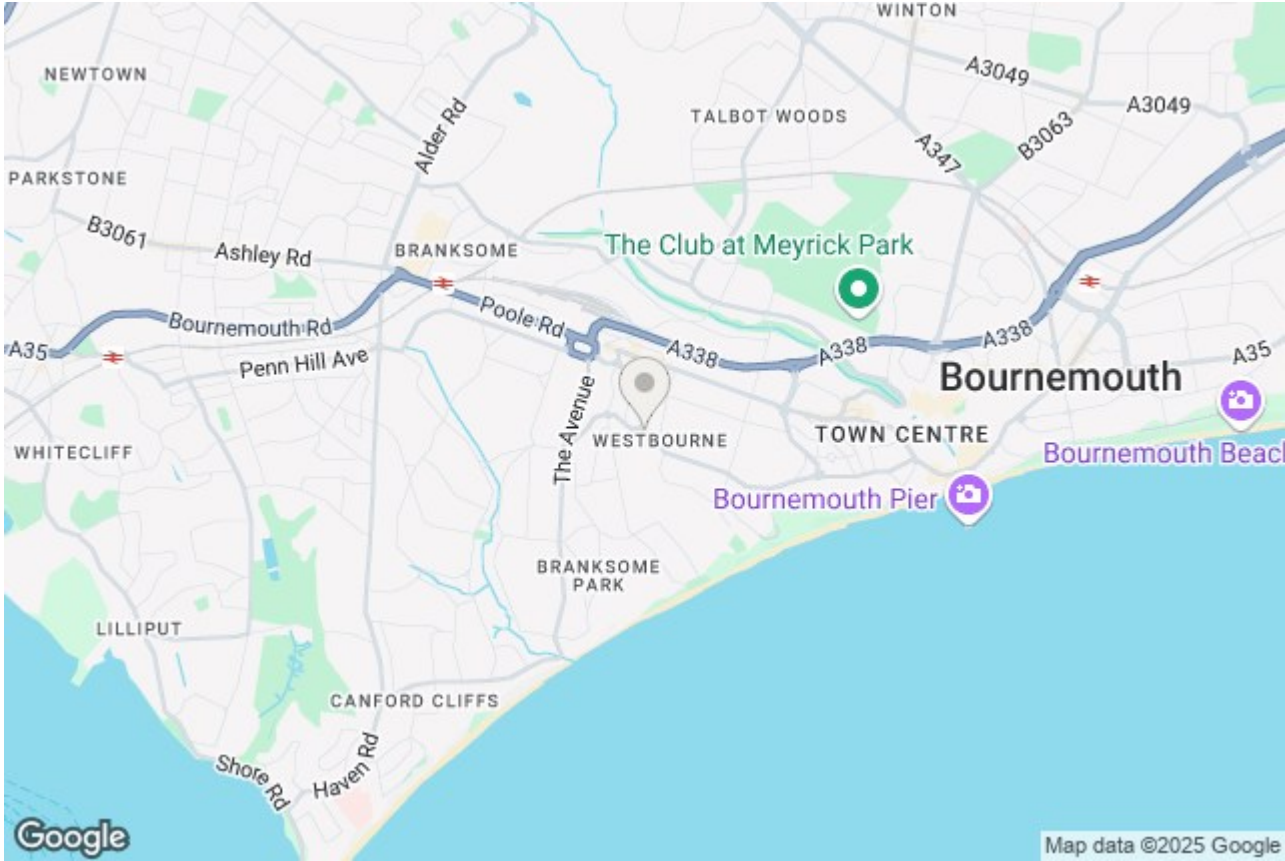 WINTON
NEWTOWN
A3049
A3049
TALBOT WOODS
Alder Rd
A347
B3063
PARKSTONE
B3061
Ashley Rd
BRANKSOME
The Club at Meyrick Park
Poole Rd
Bournemouth Rd
A35
Penn Hill Ave
A338
A338
A338
A35
Bournemouth
The Avenue
WESTBOURNE
TOWN CENTRE
WHITECLIFF
Bournemouth Beach
Bournemouth Pier
BRANKSOME
PARK
LILLIPUT
CANFORD CLIFFS
Shore Rd
Haven Rd
Google
Map data ©2025 Google